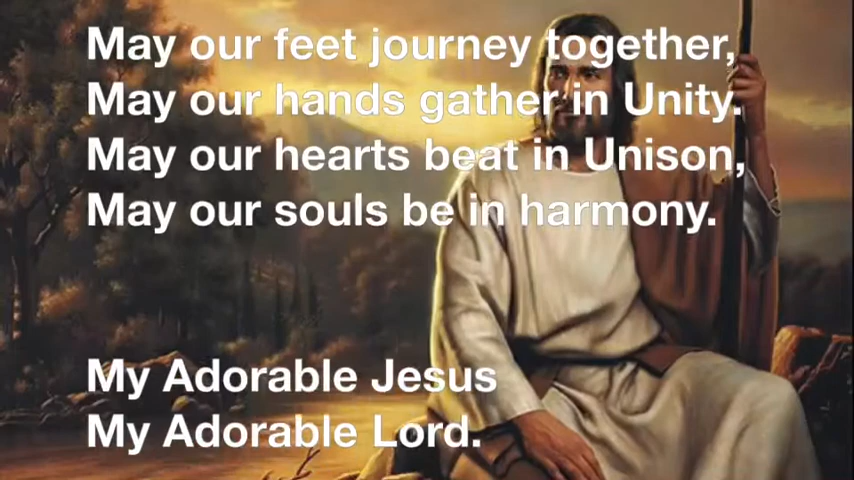 May our feet journey together,
May our hands gather in Unity.
May our hearts beat in Unison,
May our souls be in harmony.
My Adorable Jesus
My Adorable Lord.